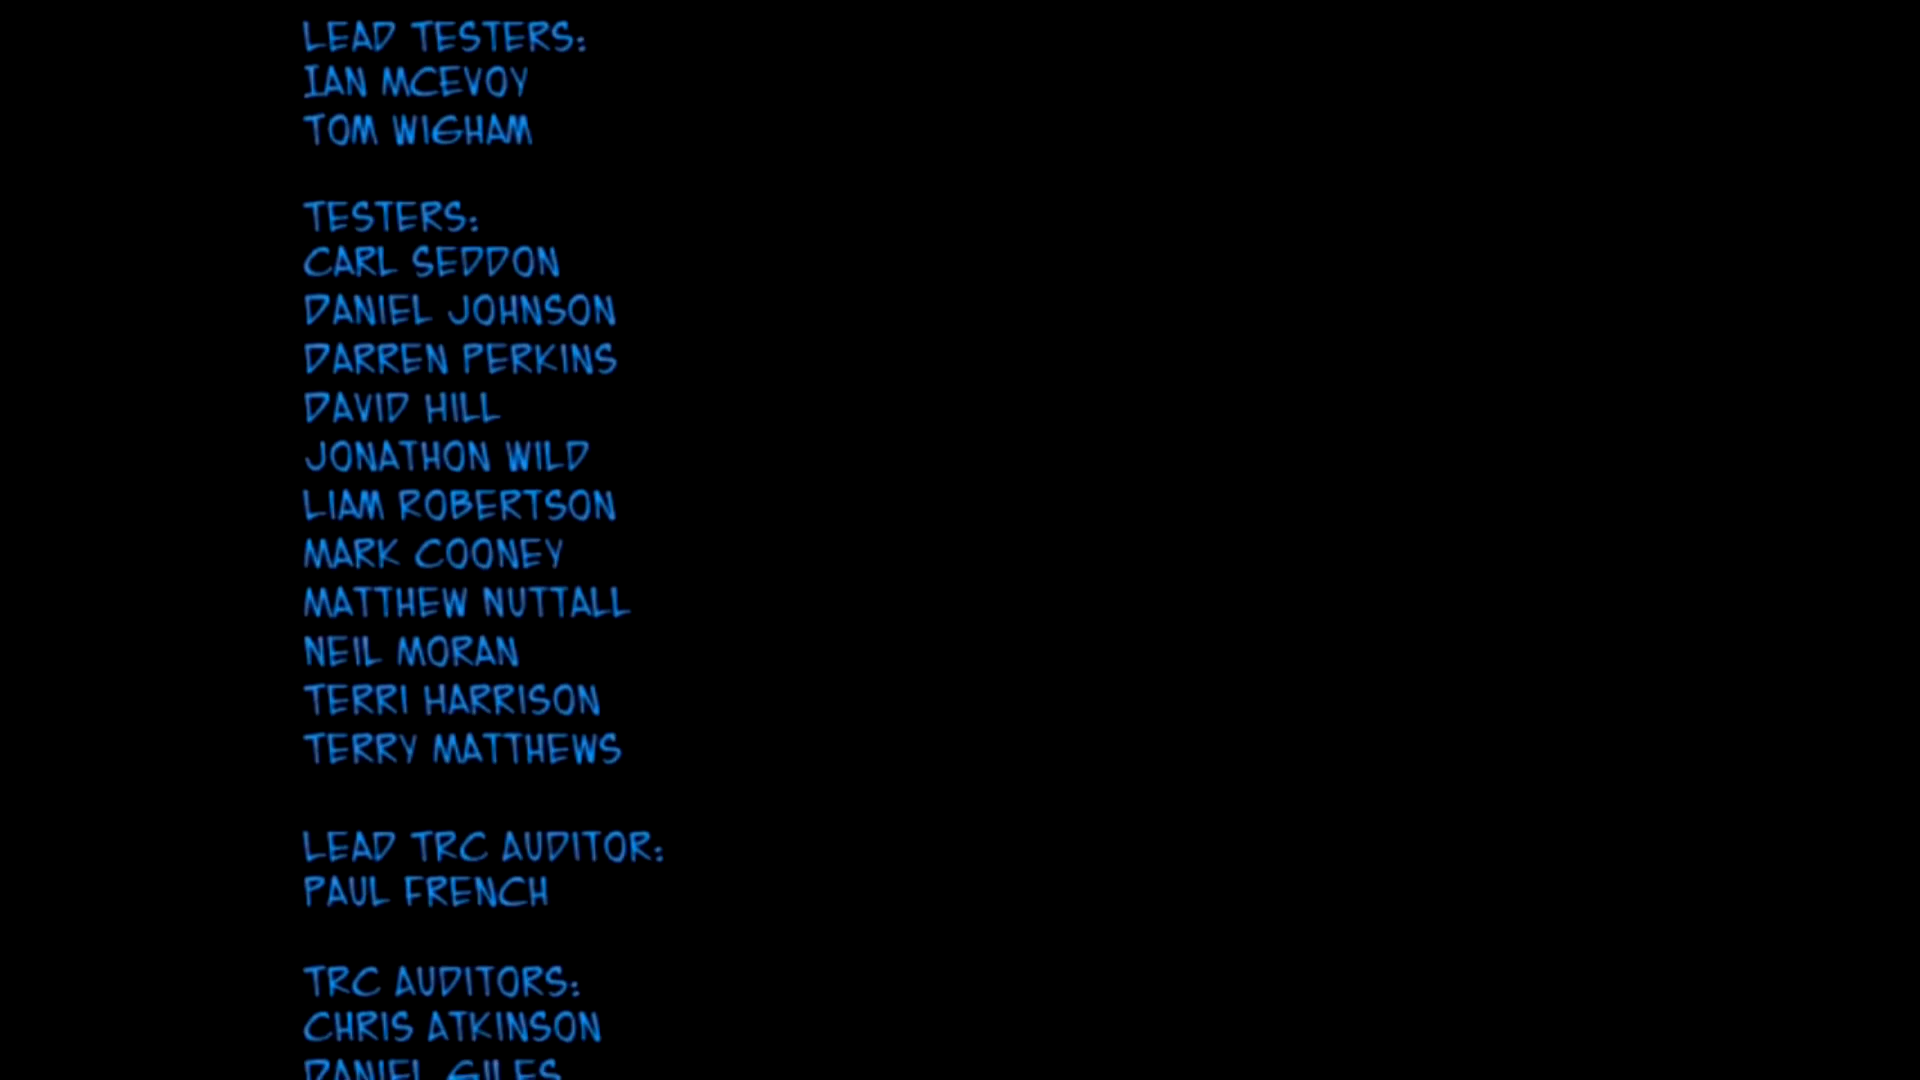 LEAD TESTERS:
IAN MCEVOY
TOM WIGHAM
TESTERS:
CARL SEDDON
DANIEL JOHNSON
DARREN PERKINS
DAVID HILL
JONATHON WILD
LIAM ROBERTSON
MARK COONEY
MATTHEW NUTTALL
NEIL MORAN
TERRI HARRISON
TERRY MATTHEWS
LEAD TRC AUDITOR:
PAUL FRENCH
TRC AUDITORS:
CHRIS ATKINSON
DANIEL GILES